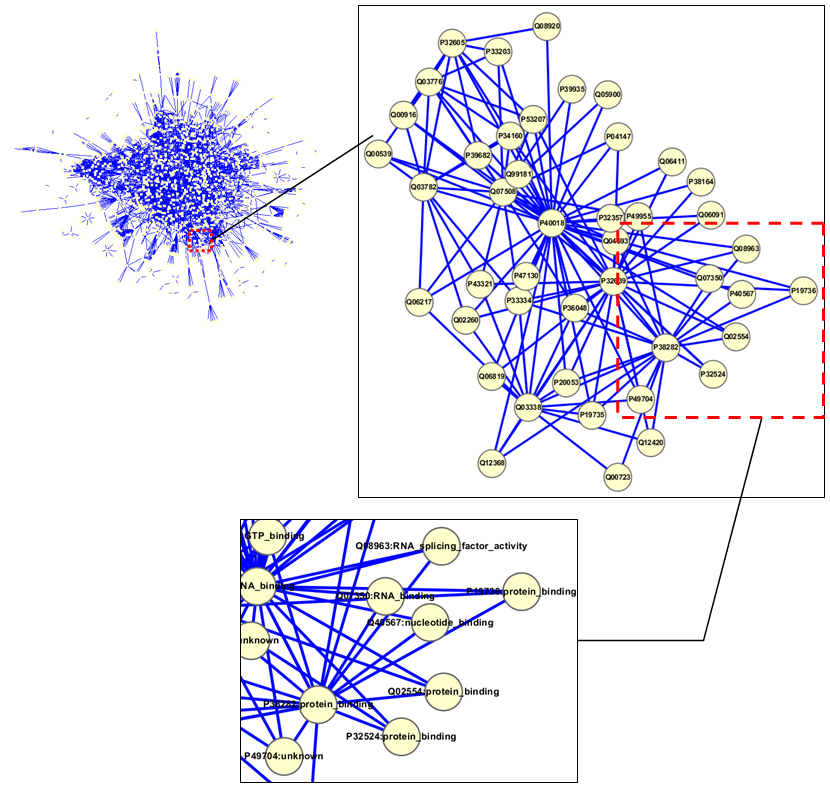 Q08920
P32605
P33203
Q03776
P39935
Q05900
Q00916
P53207
P34160
P04147
Q00539
P39682
Q06411
Q99181
P38164
Q03782
Q07508
P32357
P49955
Q06091
P40018
Q08963
P47130
Q07350
P43321
P40567
P19736
Q06217
P33334
P36048
Q02260
Q02554
P38282
P32524
Q06819
P20053
P49704
Q03338
P19735
Q12420
Q12368
Q00723
GTP_binding
Q08963:RNA_splicing_factor_activity
NA_binding
Q07350:RNA_binding
P19736:protein_binding
Q40567:nucleotide_binding
unknown
Q02554:protein_binding
P38282:protein_binding
P32524:protein_binding
P49704:unknown